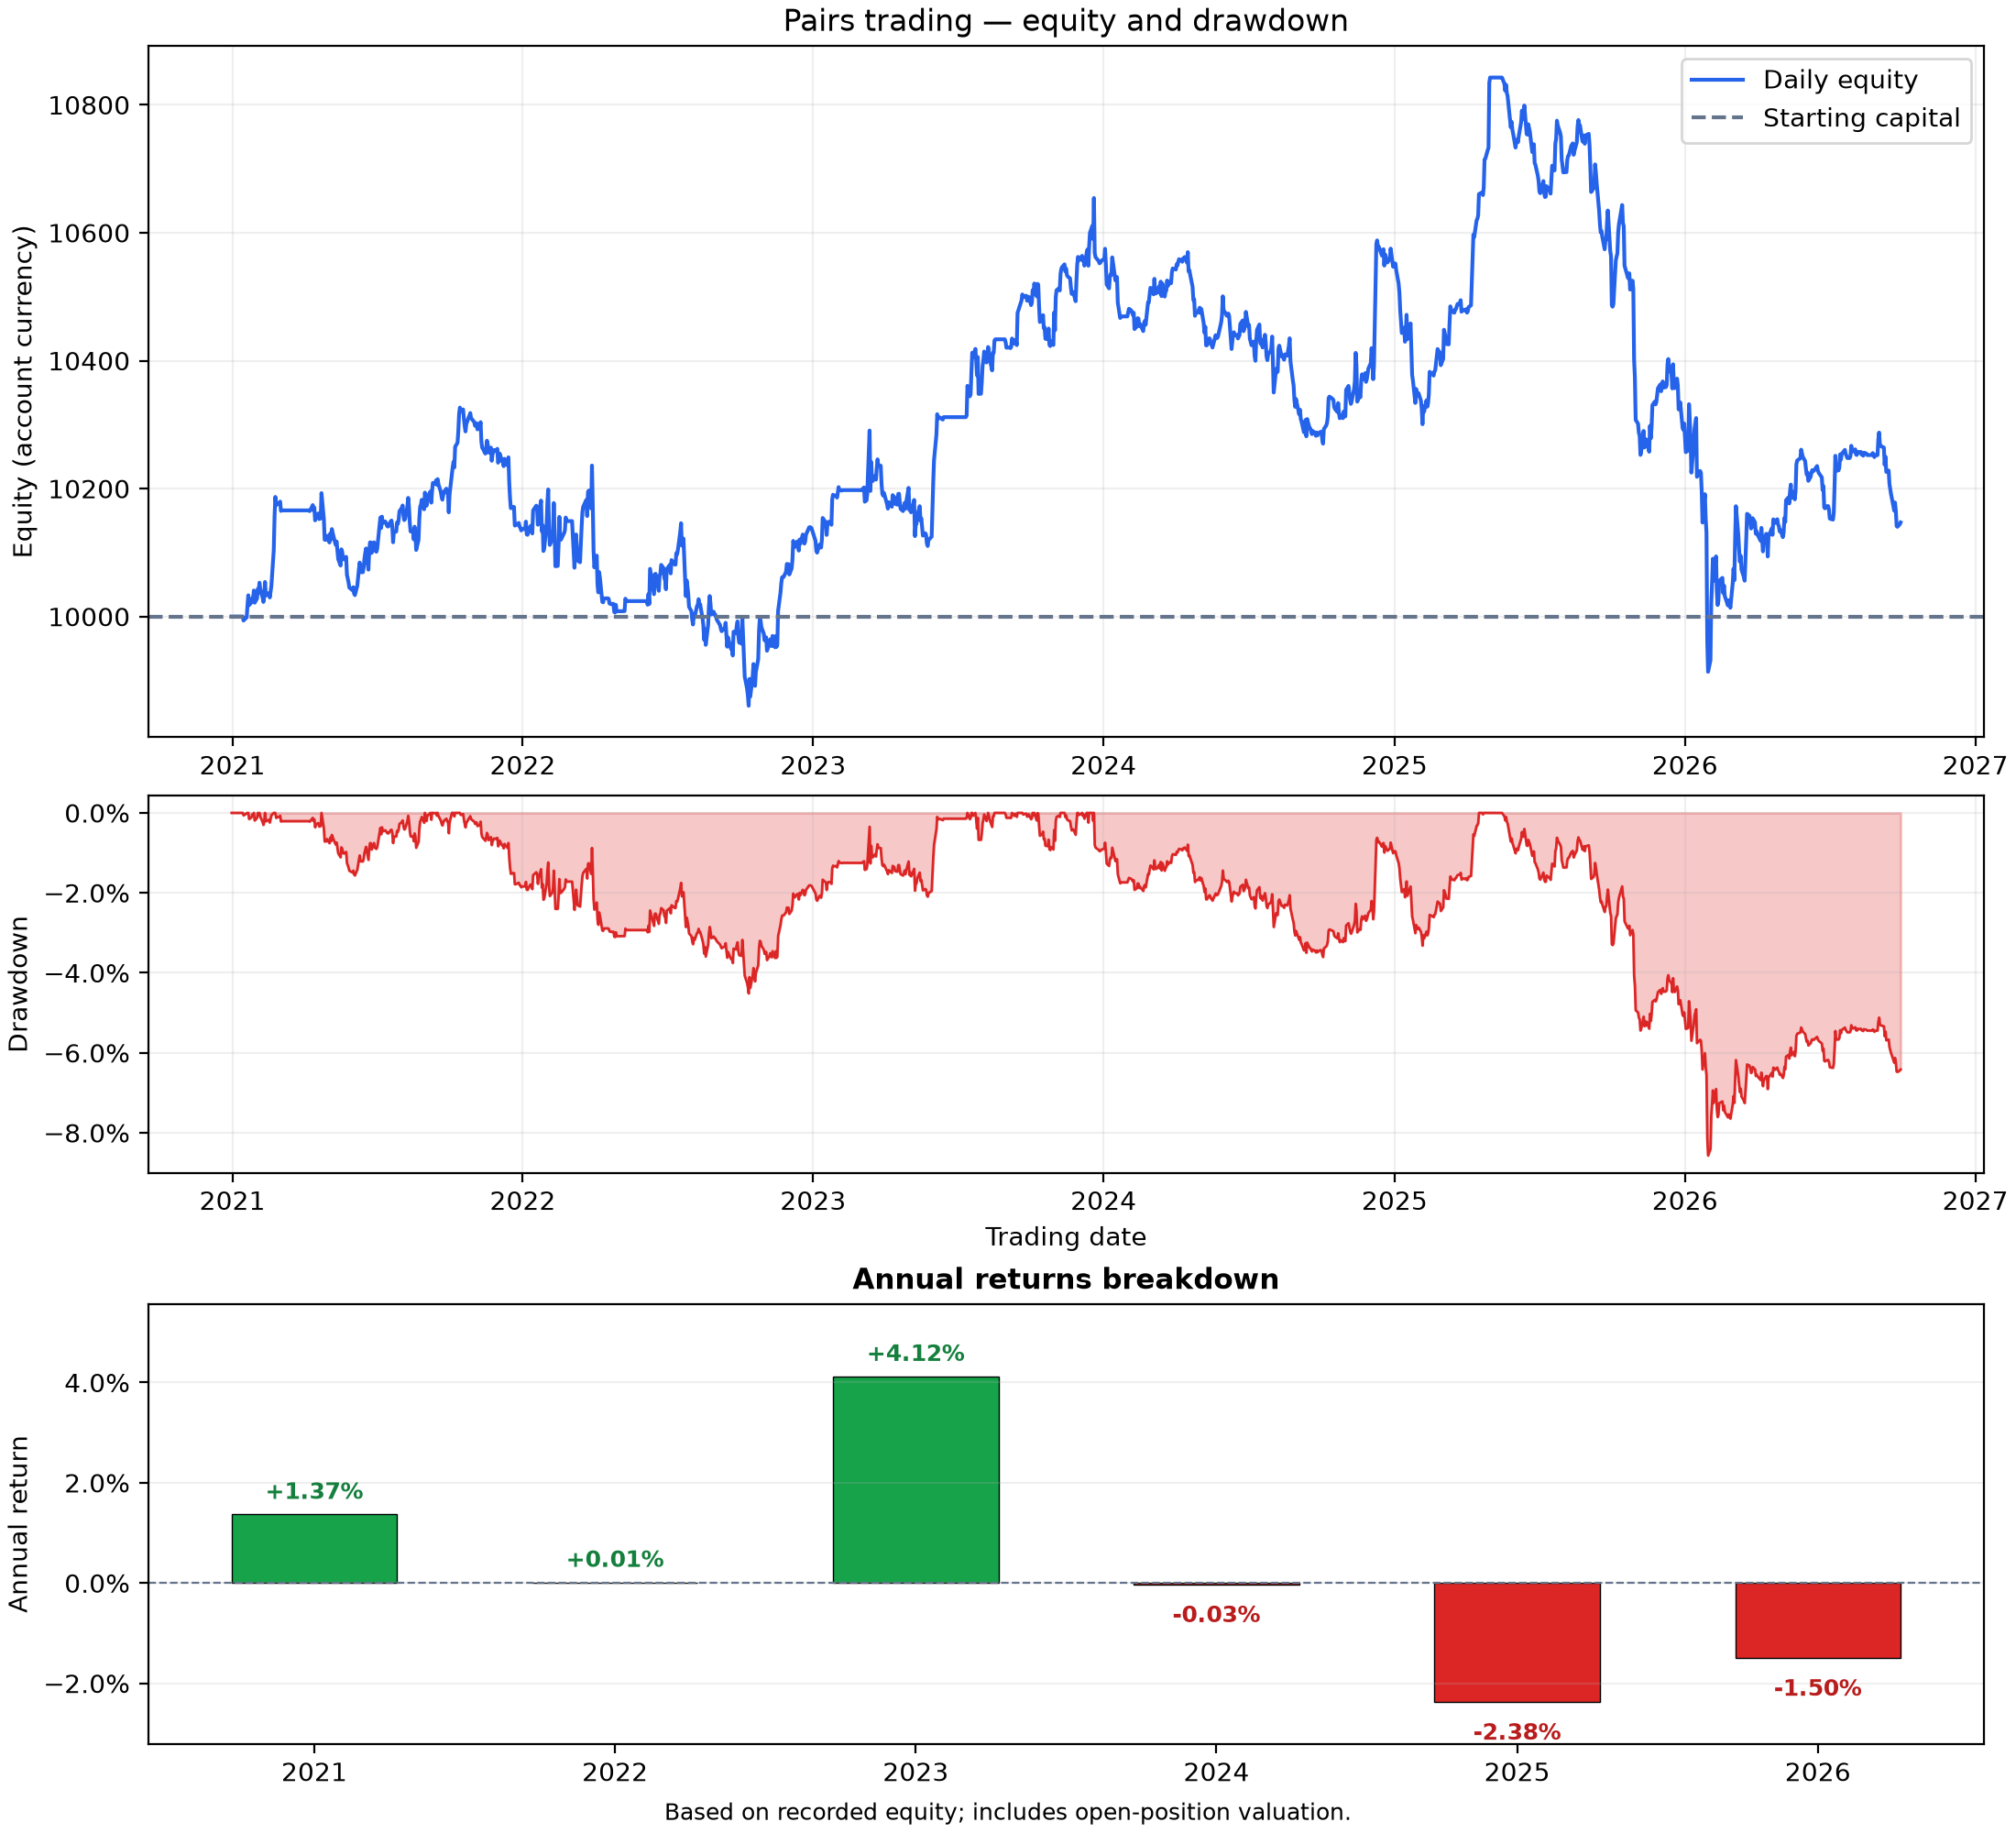 Pairs trading — equity and drawdown
Equity (account currency)
10800
10600
10400
10200
10000
Daily equity
Starting capital
2021 2022 2023 2024 2025 2026 2027
Drawdown
0.0%
−2.0%
−4.0%
−6.0%
−8.0%
2021 2022 2023 2024 2025 2026 2027
Trading date
Annual returns breakdown
Annual return
4.0%
2.0%
0.0%
−2.0%
+1.37%
+0.01%
+4.12%
-0.03%
-2.38%
-1.50%
2021 2022 2023 2024 2025 2026
Based on recorded equity; includes open-position valuation.